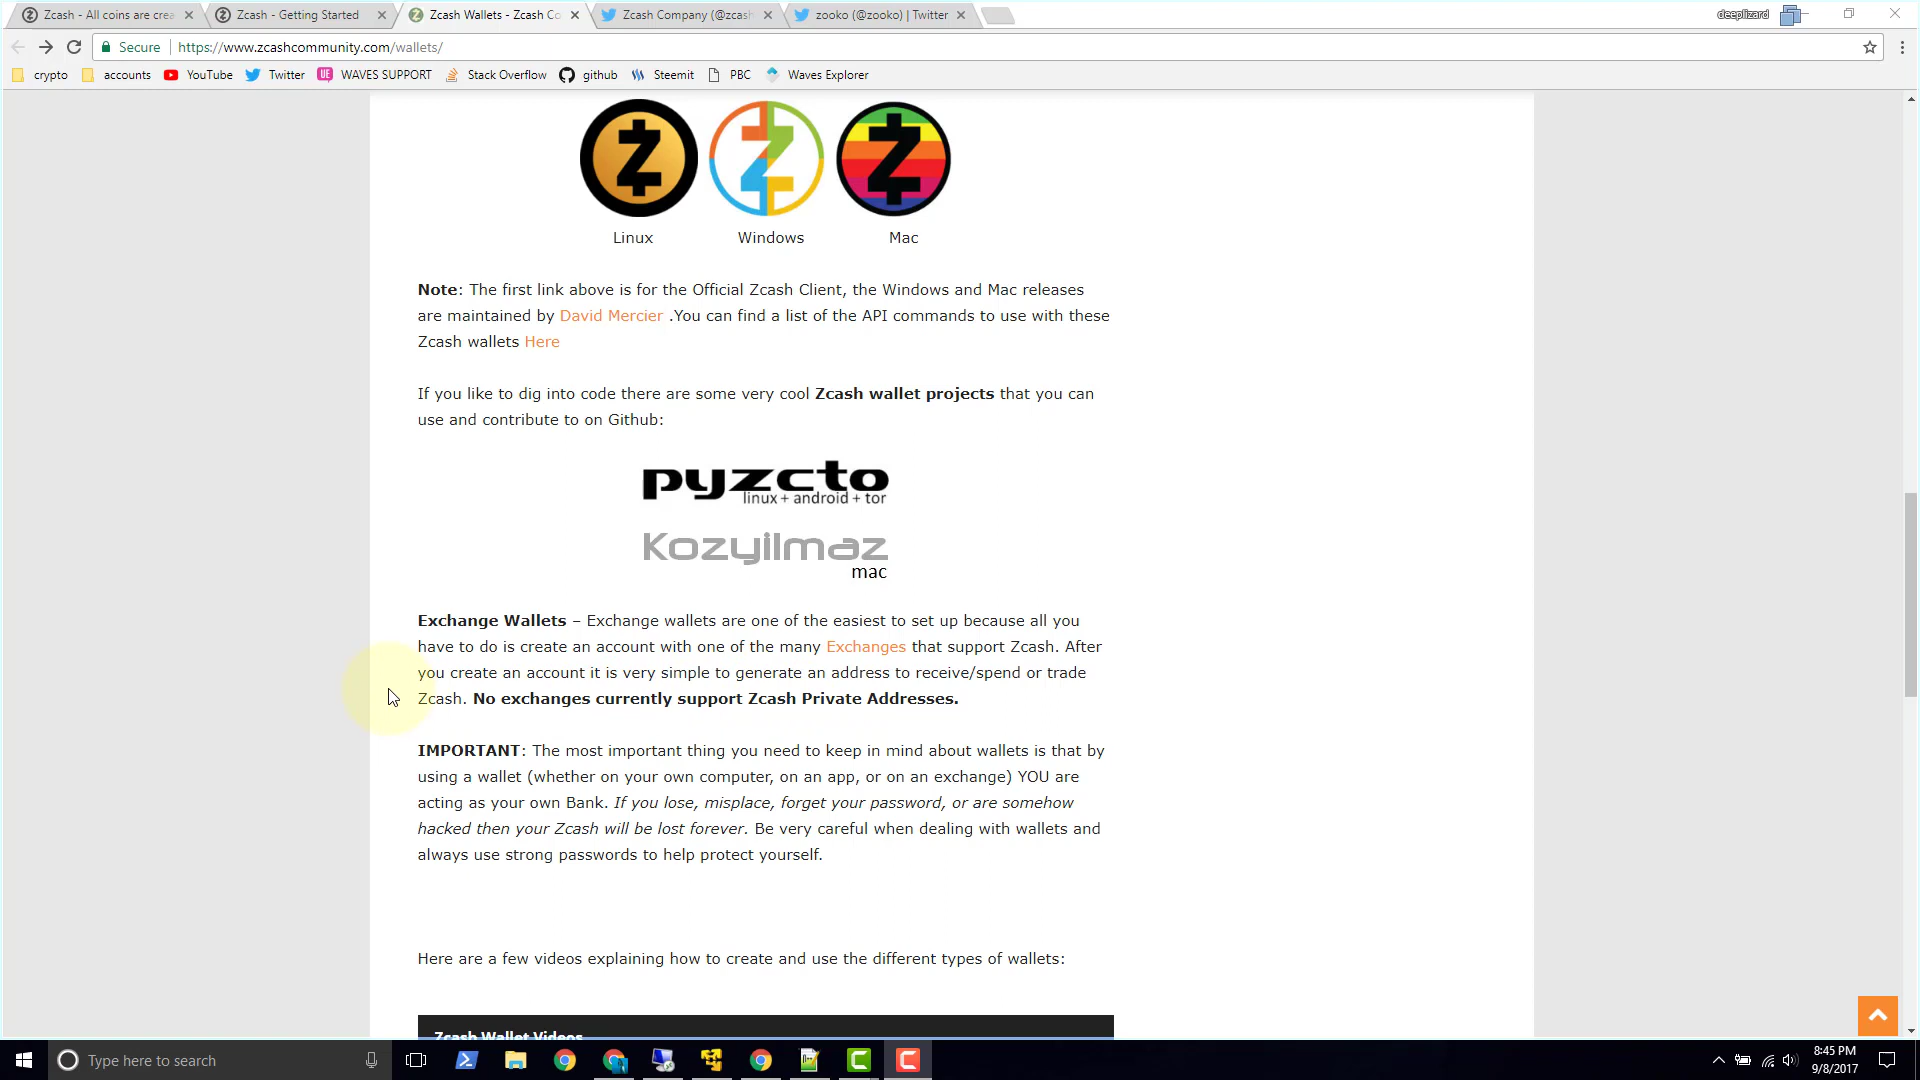 Zcash - All coins are crea
Zcash - Getting Started
Zcash Wallets - Zcash Co
Zcash Company (@zcash
zooko (@zooko) | Twitter
deeplizard
Secure
https://www.zcashcommunity.com/wallets/
crypto
accounts
YouTube
Twitter
UE
WAVES SUPPORT
Stack Overflow
github
Steemit
PBC
Waves Explorer
Linux
Windows
Mac
Note: The first link above is for the Official Zcash Client, the Windows and Mac releases
are maintained by David Mercier .You can find a list of the API commands to use with these
Zcash wallets Here
If you like to dig into code there are some very cool Zcash wallet projects that you can
use and contribute to on Github:
pyzcto
linux + android + tor
Kozyilmaz
mac
Exchange Wallets – Exchange wallets are one of the easiest to set up because all you
have to do is create an account with one of the many Exchanges that support Zcash. After
you create an account it is very simple to generate an address to receive/spend or trade
Zcash. No exchanges currently support Zcash Private Addresses.
IMPORTANT: The most important thing you need to keep in mind about wallets is that by
using a wallet (whether on your own computer, on an app, or on an exchange) YOU are
acting as your own Bank. If you lose, misplace, forget your password, or are somehow
hacked then your Zcash will be lost forever. Be very careful when dealing with wallets and
always use strong passwords to help protect yourself.
Here are a few videos explaining how to create and use the different types of wallets:
Zcash Wallet Videos
Type here to search
8:45 PM
9/8/2017